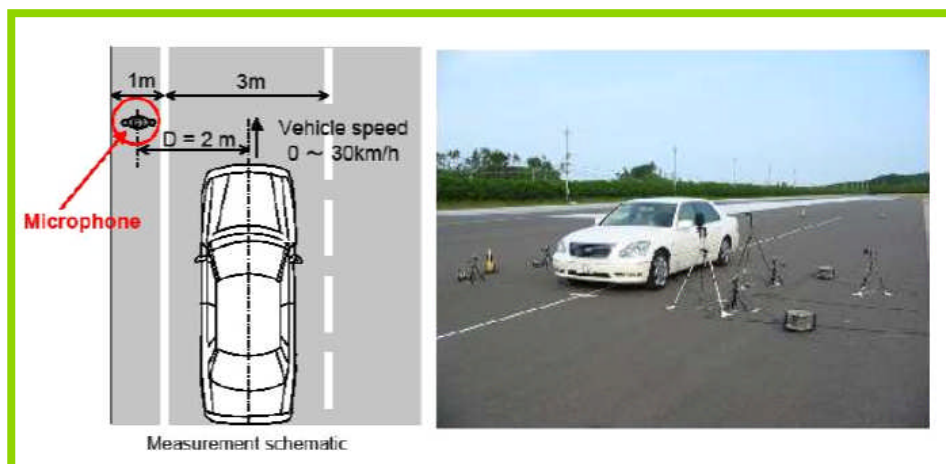 1m
3m
D = 2 m
Vehicle speed
0 ～ 30km/h
Microphone
Measurement schematic